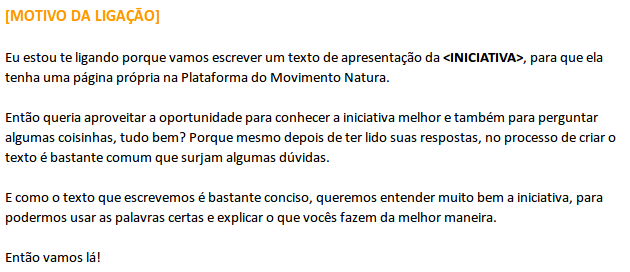 [MOTIVO DA LIGAÇÃO]
Eu estou te ligando porque vamos escrever um texto de apresentação da <INICIATIVA>, para que ela
tenha uma página própria na Plataforma do Movimento Natura.
Então queria aproveitar a oportunidade para conhecer a iniciativa melhor e também para perguntar
algumas coisinhas, tudo bem? Porque mesmo depois de ter lido suas respostas, no processo de criar o
texto é bastante comum que surjam algumas dúvidas.
E como o texto que escrevemos é bastante conciso, queremos entender muito bem a iniciativa, para
podermos usar as palavras certas e explicar o que vocês fazem da melhor maneira.
Então vamos lá!